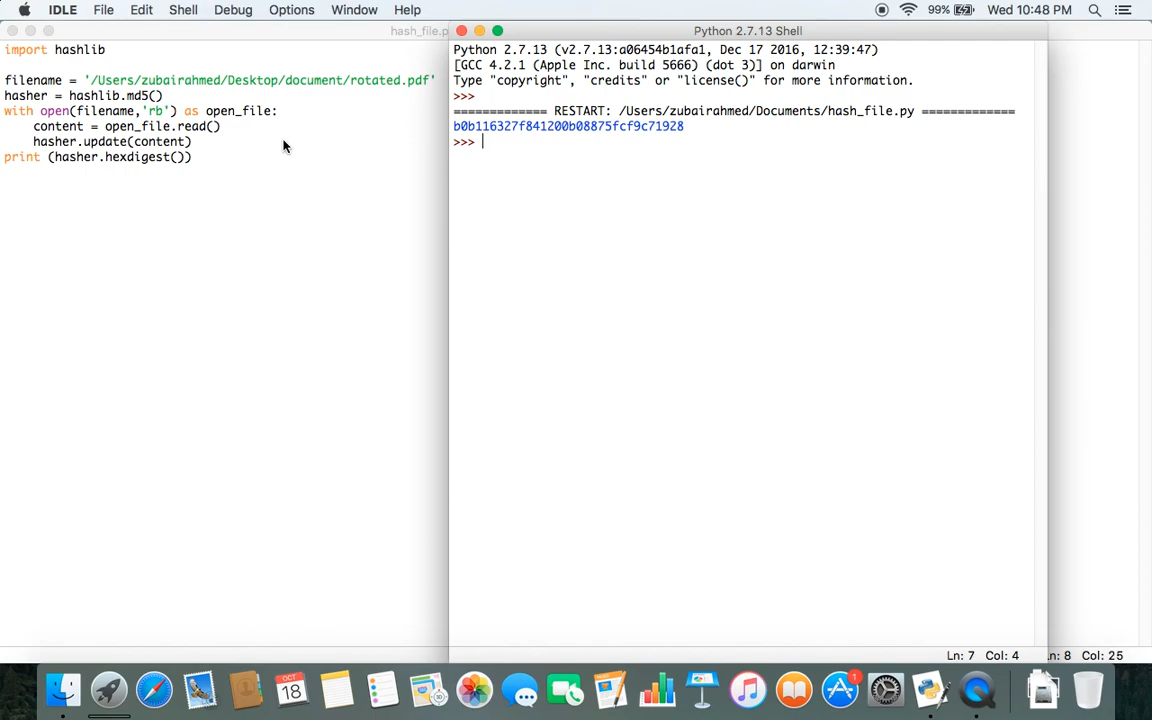 IDLE File Edit Shell Debug Options Window Help 99% Wed 10:48 PM
hash_file.p
import hashlib
filename = '/Users/zubairahmed/Desktop/document/rotated.pdf'
hasher = hashlib.md5()
with open(filename,'rb') as open_file:
    content = open_file.read()
    hasher.update(content)
print (hasher.hexdigest())
Python 2.7.13 Shell
Python 2.7.13 (v2.7.13:a06454b1afa1, Dec 17 2016, 12:39:47)
[GCC 4.2.1 (Apple Inc. build 5666) (dot 3)] on darwin
Type "copyright", "credits" or "license()" for more information.
>>>
============= RESTART: /Users/zubairahmed/Documents/hash_file.py =============
b0b116327f841200b08875fcf9c71928
>>>
Ln: 7 Col: 4
n: 8 Col: 25
OCT
18
1